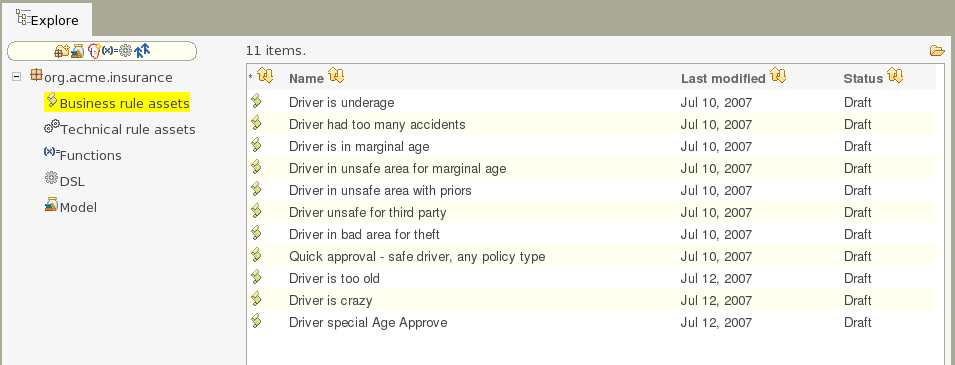 Explore
11 items.
org.acme.insurance
Business rule assets
Technical rule assets
(x)= Functions
DSL
Model
* Name Last modified Status
Driver is underage Jul 10, 2007 Draft
Driver had too many accidents Jul 10, 2007 Draft
Driver is in marginal age Jul 10, 2007 Draft
Driver in unsafe area for marginal age Jul 10, 2007 Draft
Driver in unsafe area with priors Jul 10, 2007 Draft
Driver unsafe for third party Jul 10, 2007 Draft
Driver in bad area for theft Jul 10, 2007 Draft
Quick approval - safe driver, any policy type Jul 10, 2007 Draft
Driver is too old Jul 12, 2007 Draft
Driver is crazy Jul 12, 2007 Draft
Driver special Age Approve Jul 12, 2007 Draft